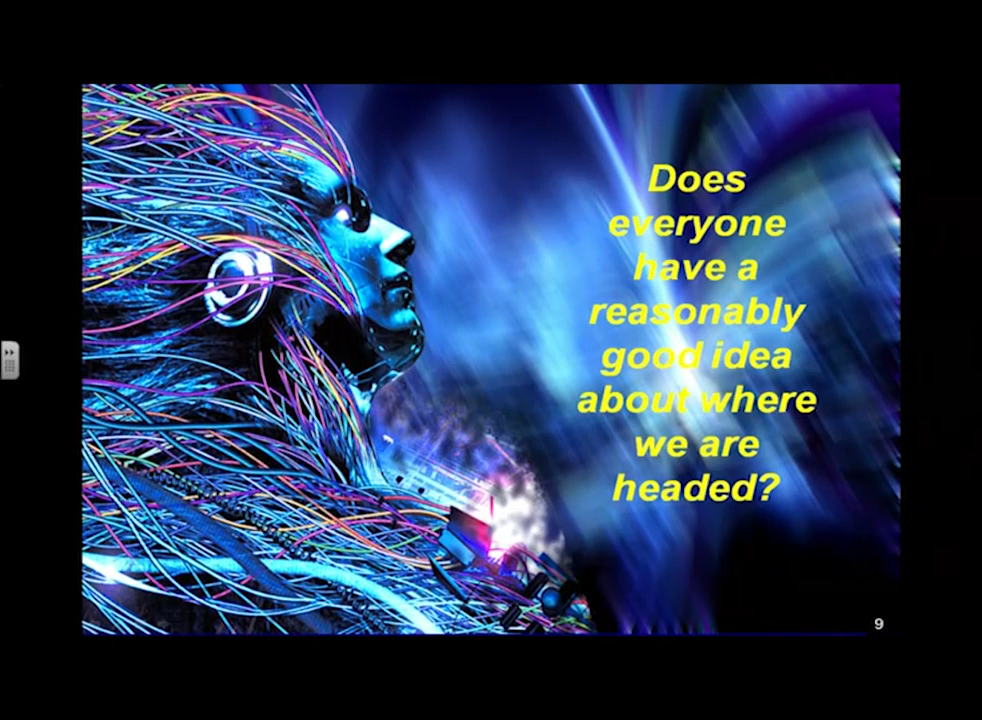 Does
everyone
have a
reasonably
good idea
about where
we are
headed?
9